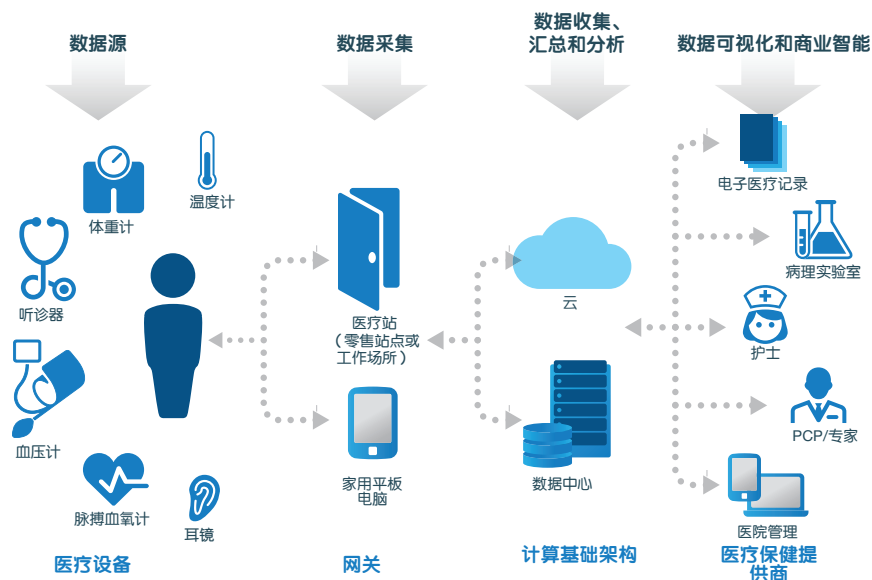 数据源
数据采集
数据收集、
汇总和分析
数据可视化和商业智能
体重计
温度计
听诊器
血压计
脉搏血氧计
耳镜
医疗站
（零售站点或
工作场所）
家用平板
电脑
云
数据中心
电子医疗记录
病理实验室
护士
PCP/专家
医院管理
医疗设备
网关
计算基础架构
医疗保健提
供商